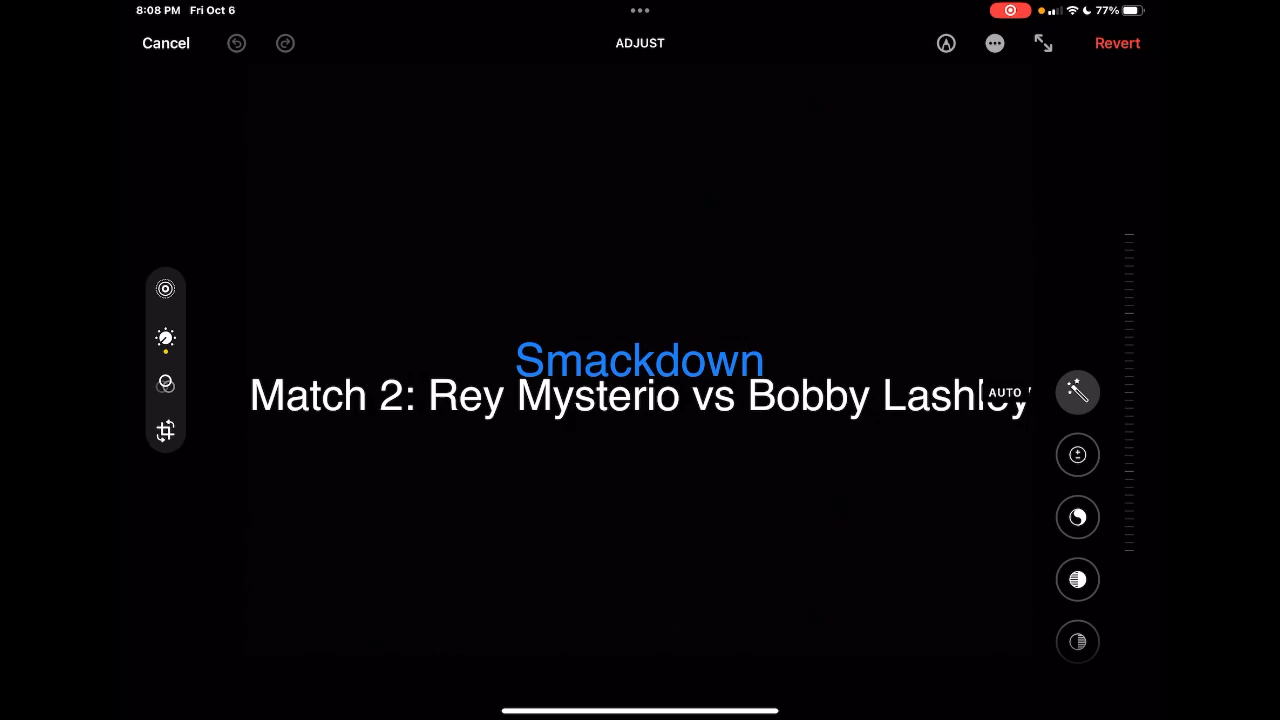 8:08 PM Fri Oct 6
77%
Cancel
ADJUST
Revert
Smackdown
Match 2: Rey Mysterio vs Bobby Lashley
AUTO